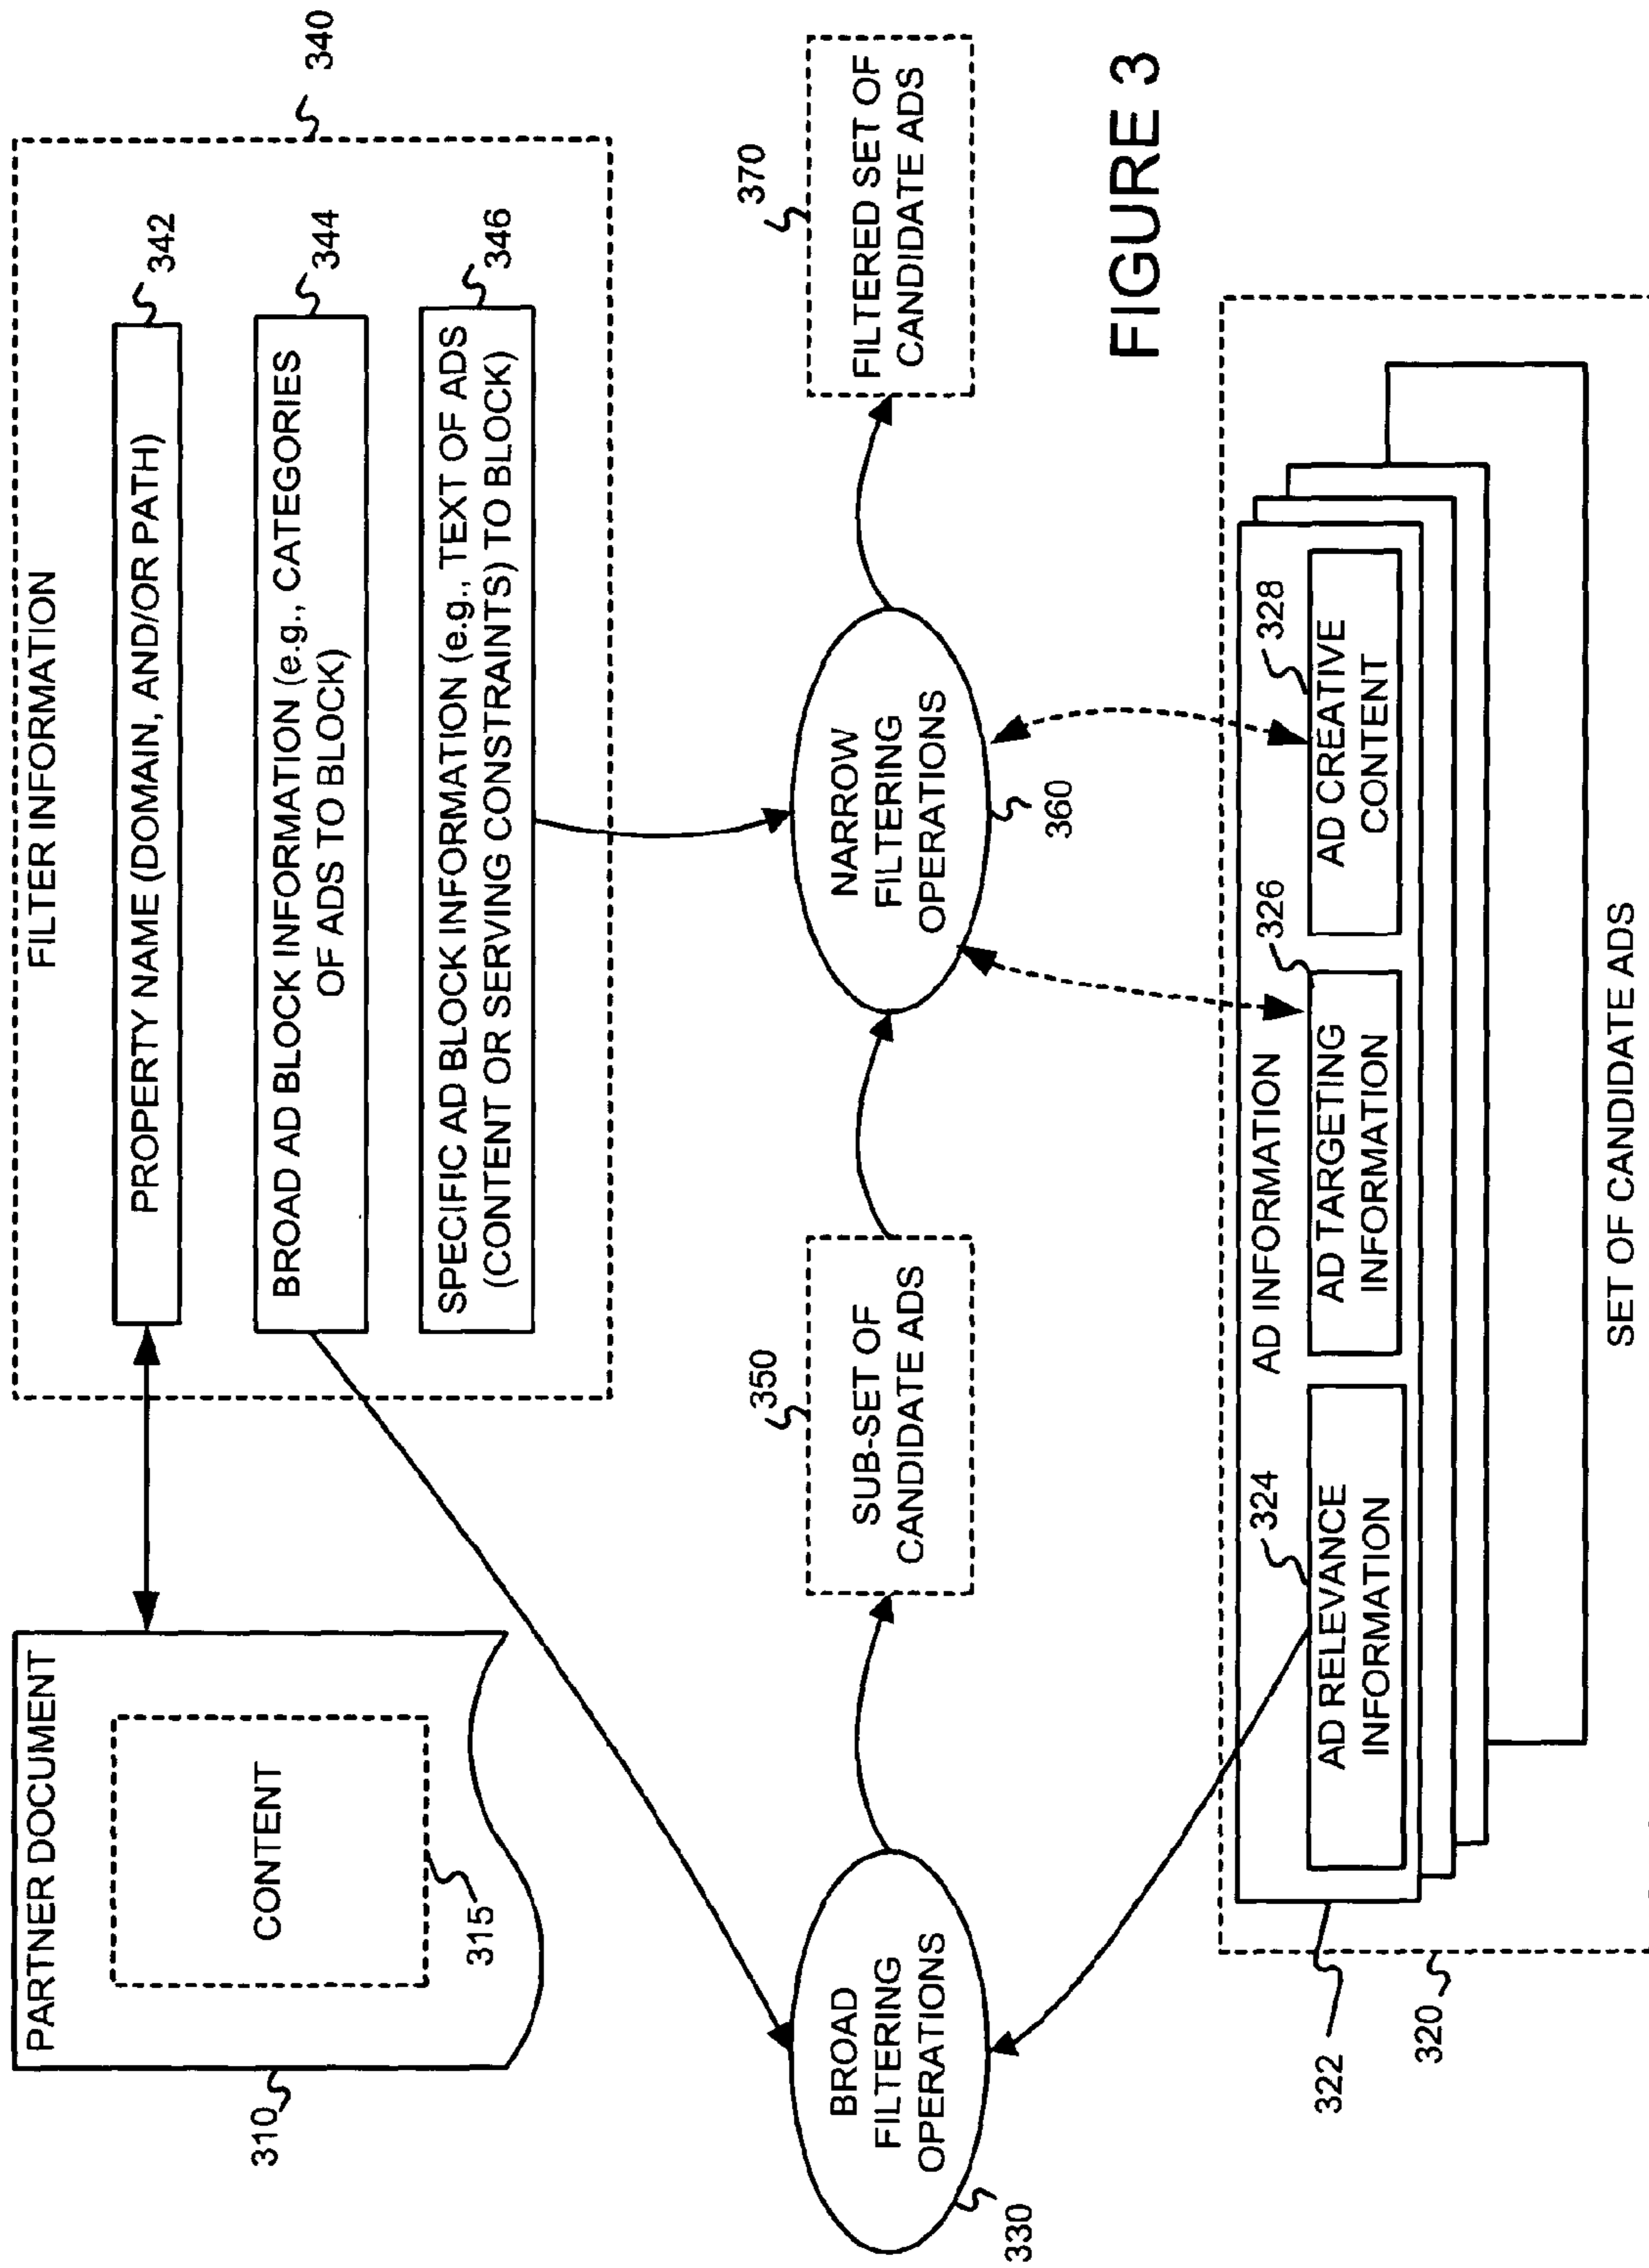 PARTNER DOCUMENT
CONTENT
315
310
FILTER INFORMATION
340
PROPERTY NAME (DOMAIN, AND/OR PATH)
342
BROAD AD BLOCK INFORMATION (e.g., CATEGORIES
OF ADS TO BLOCK)
344
SPECIFIC AD BLOCK INFORMATION (e.g., TEXT OF ADS
(CONTENT OR SERVING CONSTRAINTS) TO BLOCK)
346
BROAD
FILTERING
OPERATIONS
330
350
SUB-SET OF
CANDIDATE ADS
NARROW
FILTERING
OPERATIONS
360
370
FILTERED SET OF
CANDIDATE ADS
FIGURE 3
322
320
AD INFORMATION
324
AD RELEVANCE
INFORMATION
326
AD TARGETING
INFORMATION
328
AD CREATIVE
CONTENT
SET OF CANDIDATE ADS